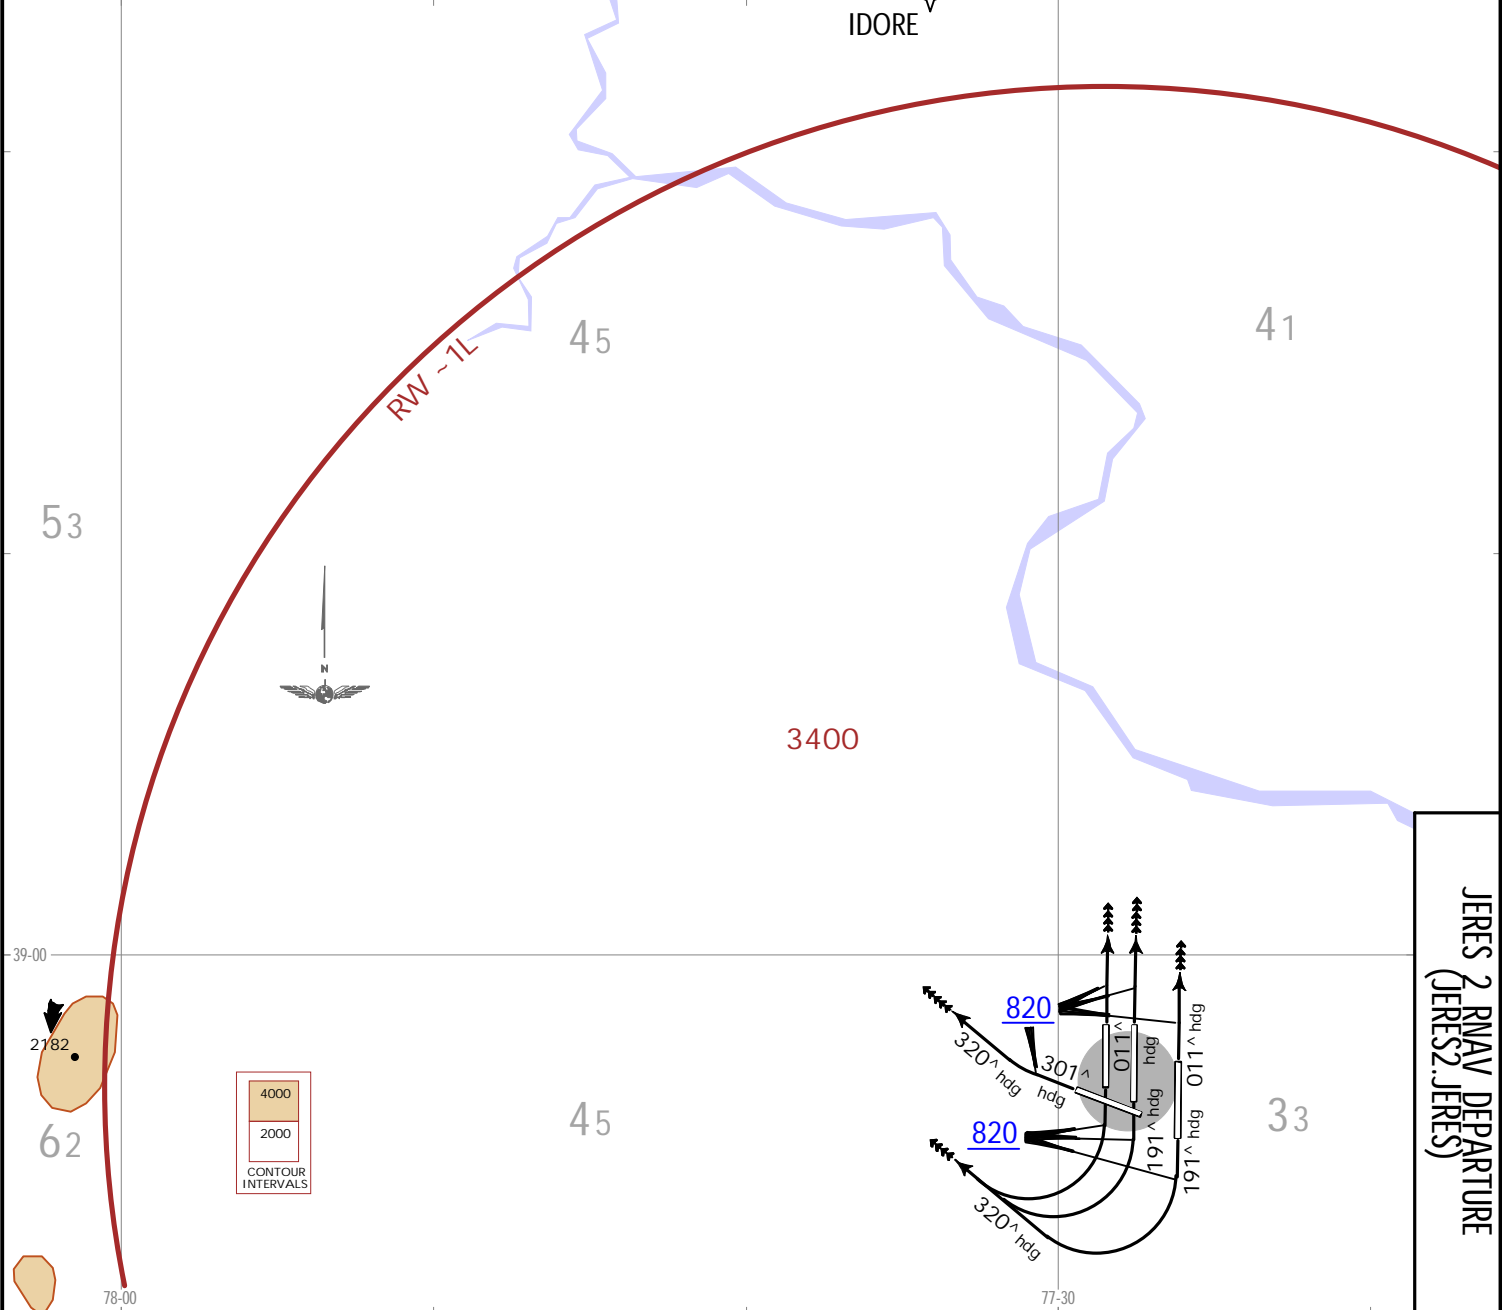 IDORE
45
41
RW ~ 1L
53
N
3400
39-00
2182
820
011^
hdg
011^ hdg
320^ hdg
301^
hdg
4000
2000
CONTOUR
INTERVALS
62
45
820
191^ hdg
191^ hdg
33
320^ hdg
JERES 2 RNAV DEPARTURE
(JERES2.JERES)
78-00
77-30